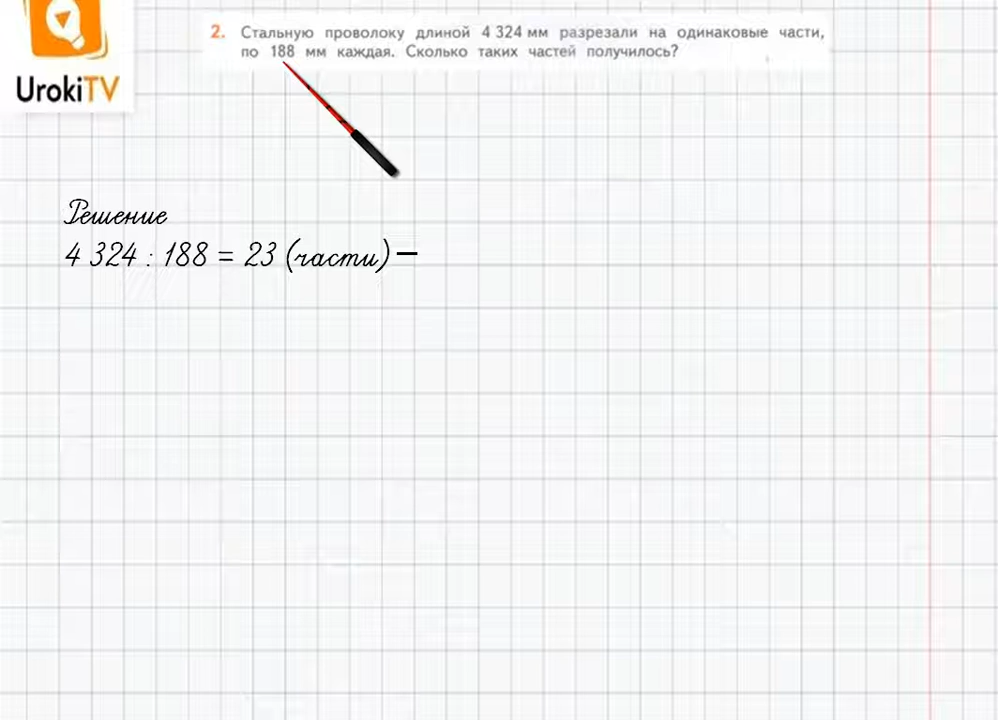 UrokiTV
2. Стальную проволоку длиной 4 324 мм разрезали на одинаковые части,
по 188 мм каждая. Сколько таких частей получилось?
Решение
4 324 : 188 = 23 (части) –